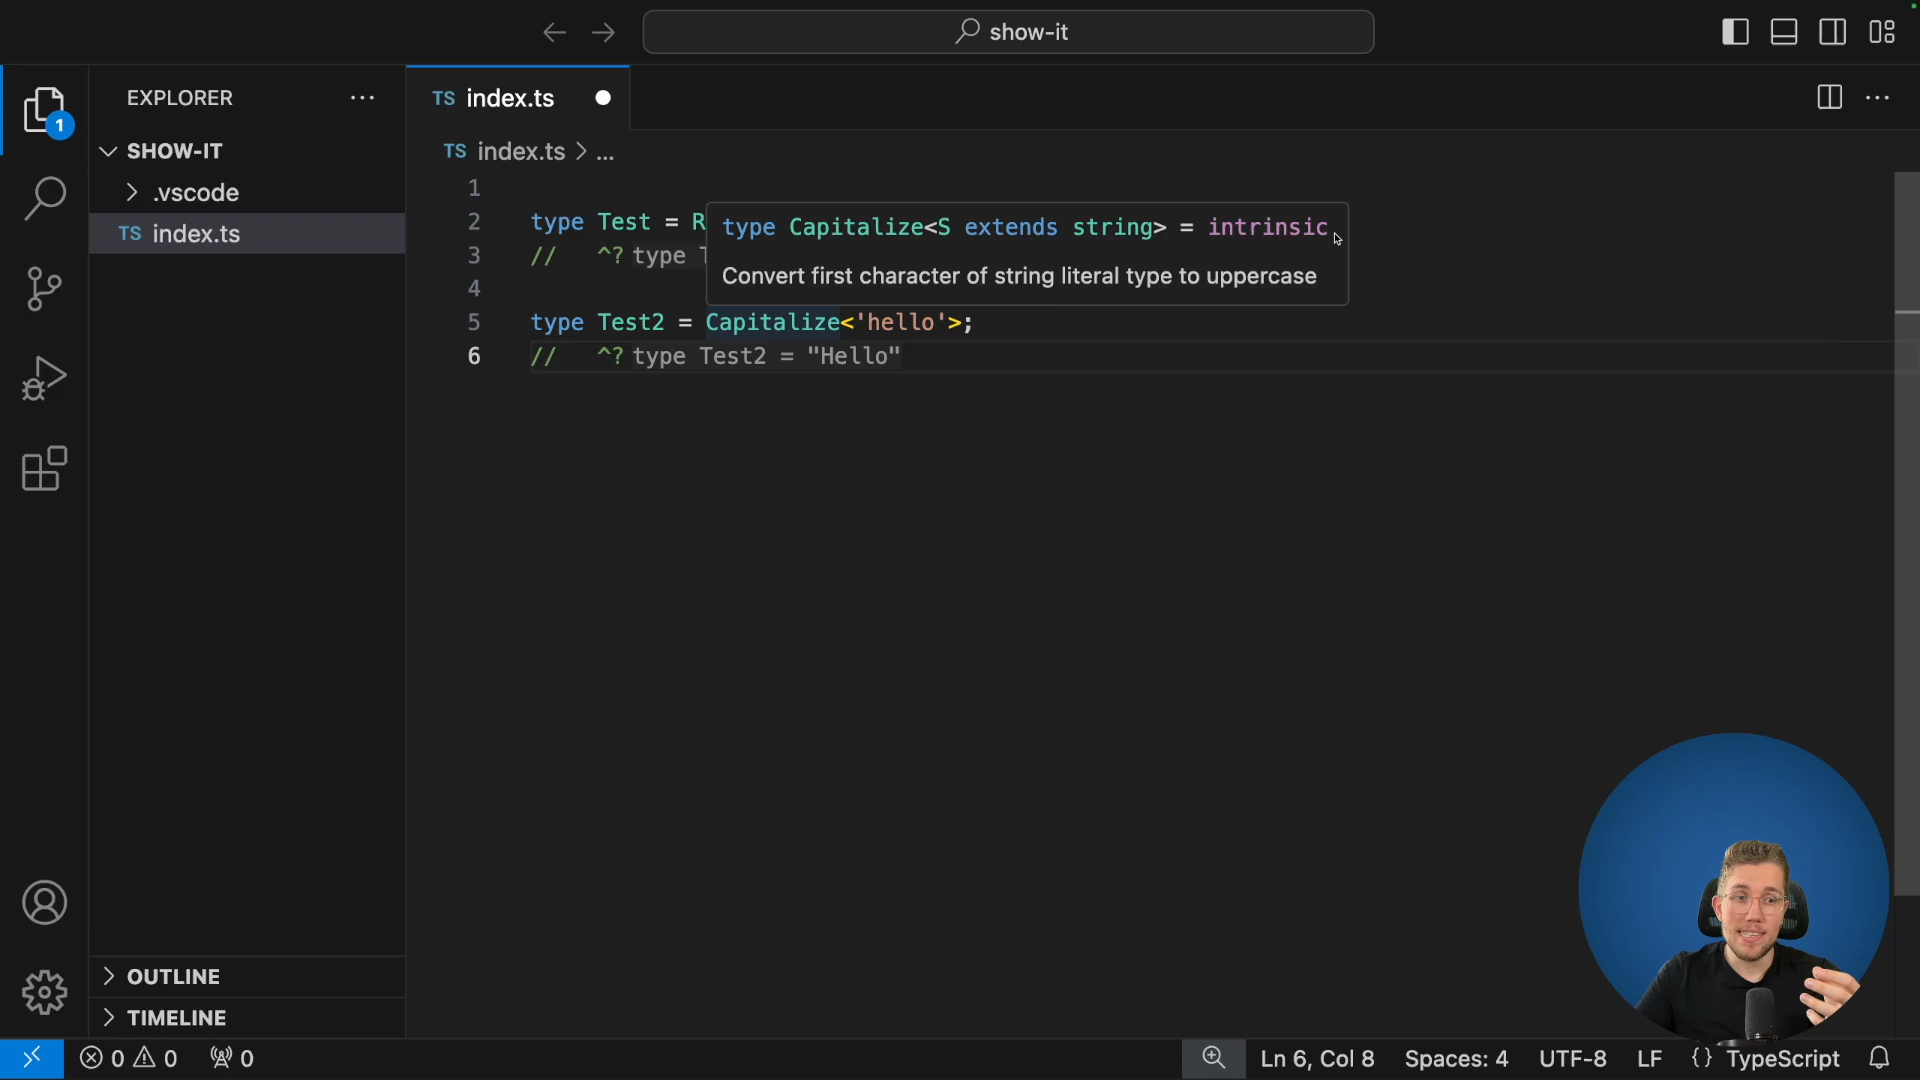 show-it
EXPLORER
1
SHOW-IT
.vscode
TS index.ts
OUTLINE
TIMELINE
TS index.ts
TS index.ts > ...
1
2 type Test = R
3 // ^? type T
4
5 type Test2 = Capitalize<'hello'>;
6 // ^? type Test2 = "Hello"
type Capitalize<S extends string> = intrinsic
Convert first character of string literal type to uppercase
0 0 0
Ln 6, Col 8 Spaces: 4 UTF-8 LF {} TypeScript